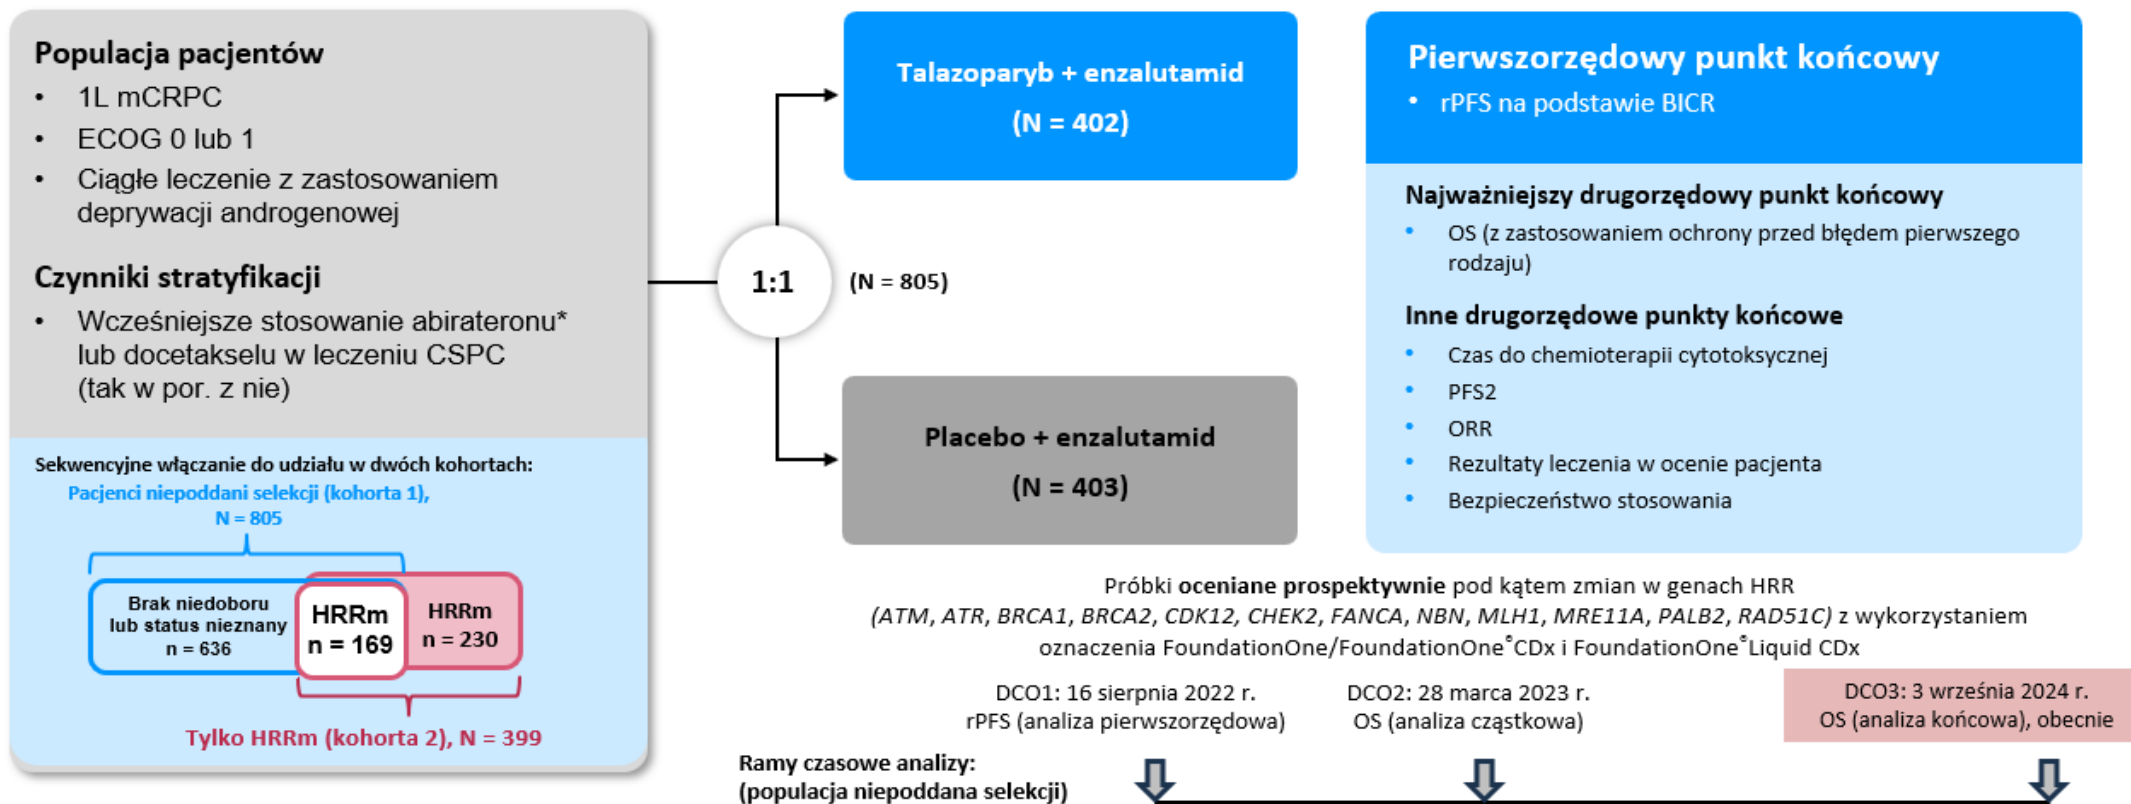 Populacja pacjentów
• 1L mCRPC
• ECOG 0 lub 1
• Ciągłe leczenie z zastosowaniem
deprywacji androgenowej
Czynniki stratyfikacji
• Wcześniejsze stosowanie abirateronu*
lub docetakselu w leczeniu CSPC
(tak w por. z nie)
Sekwencyjne włączanie do udziału w dwóch kohortach:
Pacjenci niepoddani selekcji (kohorta 1),
N = 805
Brak niedoboru
lub status nieznany
n = 636
HRRm
n = 169
HRRm
n = 230
Tylko HRRm (kohorta 2), N = 399
1:1
(N = 805)
Talazoparyb + enzalutamid
(N = 402)
Placebo + enzalutamid
(N = 403)
Pierwszorzędowy punkt końcowy
• rPFS na podstawie BICR
Najważniejszy drugorzędowy punkt końcowy
• OS (z zastosowaniem ochrony przed błędem pierwszego
rodzaju)
Inne drugorzędowe punkty końcowe
• Czas do chemioterapii cytotoksycznej
• PFS2
• ORR
• Rezultaty leczenia w ocenie pacjenta
• Bezpieczeństwo stosowania
Próbki oceniane prospektywnie pod kątem zmian w genach HRR
(ATM, ATR, BRCA1, BRCA2, CDK12, CHEK2, FANCA, NBN, MLH1, MRE11A, PALB2, RAD51C) z wykorzystaniem
oznaczenia FoundationOne/FoundationOne®CDx i FoundationOne®Liquid CDx
DCO1: 16 sierpnia 2022 r.
rPFS (analiza pierwszorzędowa)
DCO2: 28 marca 2023 r.
OS (analiza cząstkowa)
DCO3: 3 września 2024 r.
OS (analiza końcowa), obecnie
Ramy czasowe analizy:
(populacja niepoddana selekcji)